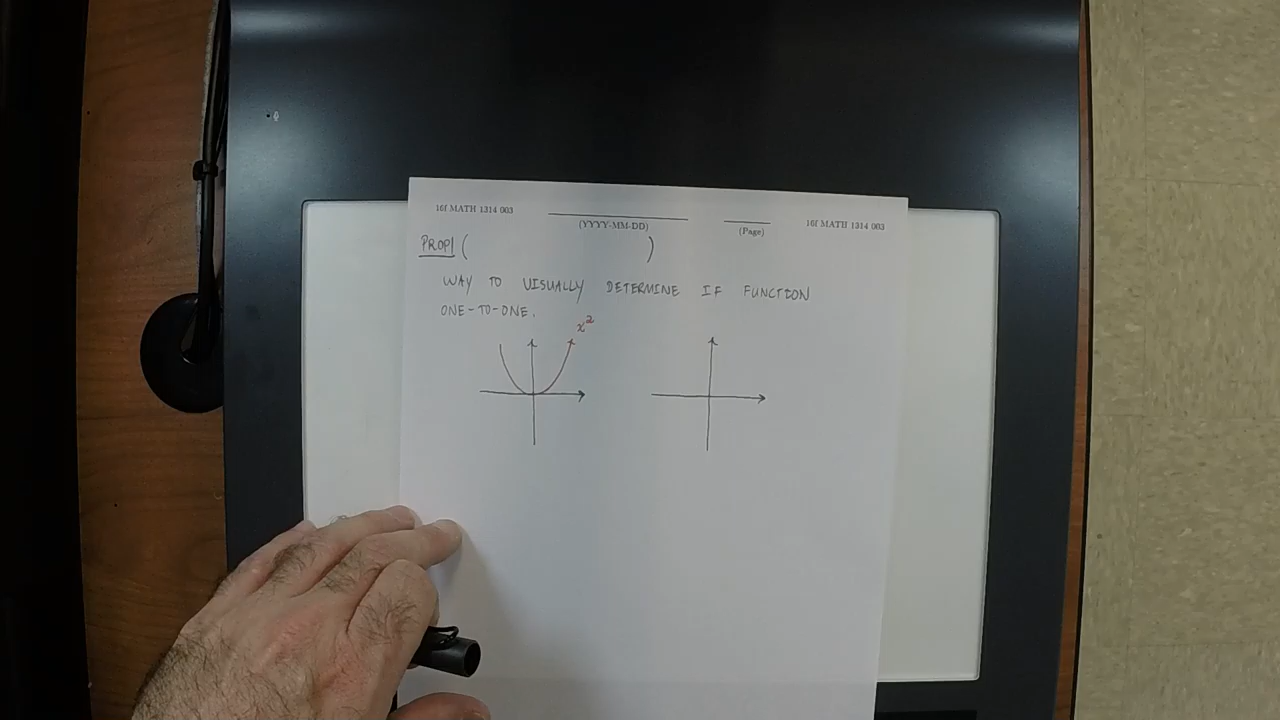 16f MATH 1314 003
(YYYY-MM-DD)
(Page)
16f MATH 1314 003
PROP| ( )
WAY TO VISUALLY DETERMINE IF FUNCTION
ONE-TO-ONE.
x²